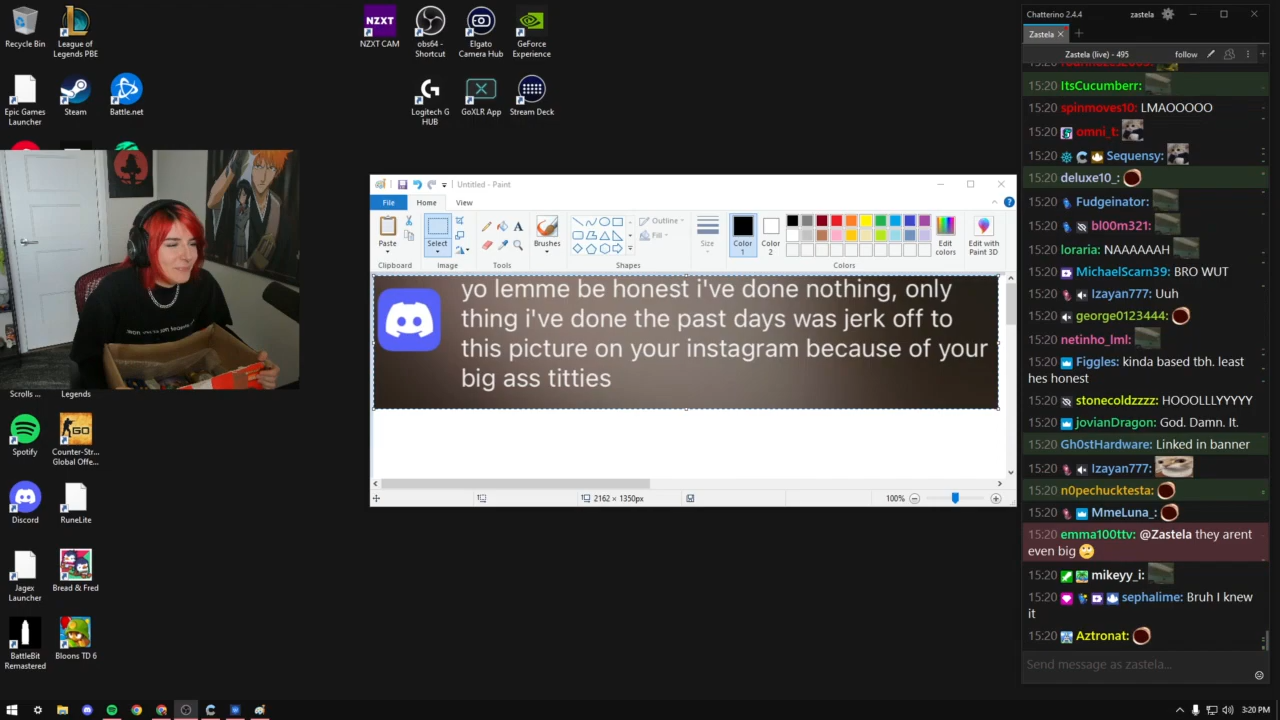 Recycle Bin
League of
Legends PBE
NZXT
NZXT CAM
obs64 -
Shortcut
Elgato
Camera Hub
GeForce
Experience
Epic Games
Launcher
Steam
Battle.net
Logitech G
HUB
GoXLR App
Stream Deck
Scrolls ...
Legends
Spotify
GO
Counter-Str...
Global Offe...
Discord
RuneLite
Jagex
Launcher
Bread & Fred
BattleBit
Remastered
Bloons TD 6
Untitled - Paint
File
Home
View
Paste
Select
Brushes
Outline
Fill
Size
Color
1
Color
2
Edit
colors
Edit with
Paint 3D
Clipboard
Image
Tools
Shapes
Colors
yo lemme be honest i've done nothing, only
thing i've done the past days was jerk off to
this picture on your instagram because of your
big ass titties
2162 × 1350px
100%
Chatterino 2.4.4
zastela
Zastela
Zastela (live) - 495
follow
15:20 ItsCucumberr:
15:20 spinmoves10: LMAOOOOO
15:20 omni_t:
15:20 Sequensy:
15:20 deluxe10_:
15:20 Fudgeinator:
15:20 bl00m321:
15:20 loraria: NAAAAAAH
15:20 MichaelScarn39: BRO WUT
15:20 Izayan777: Uuh
15:20 george0123444:
15:20 netinho_lml:
15:20 Figgles: kinda based tbh. least
hes honest
15:20 stonecoldzzzz: HOOOLLLYYYYY
15:20 jovianDragon: God. Damn. It.
15:20 Gh0stHardware: Linked in banner
15:20 Izayan777:
15:20 n0pechucktesta:
15:20 MmeLuna_:
15:20 emma100ttv: @Zastela they arent
even big
15:20 mikeyy_i:
15:20 sephalime: Bruh I knew
it
15:20 Aztronat:
Send message as zastela...
3:20 PM